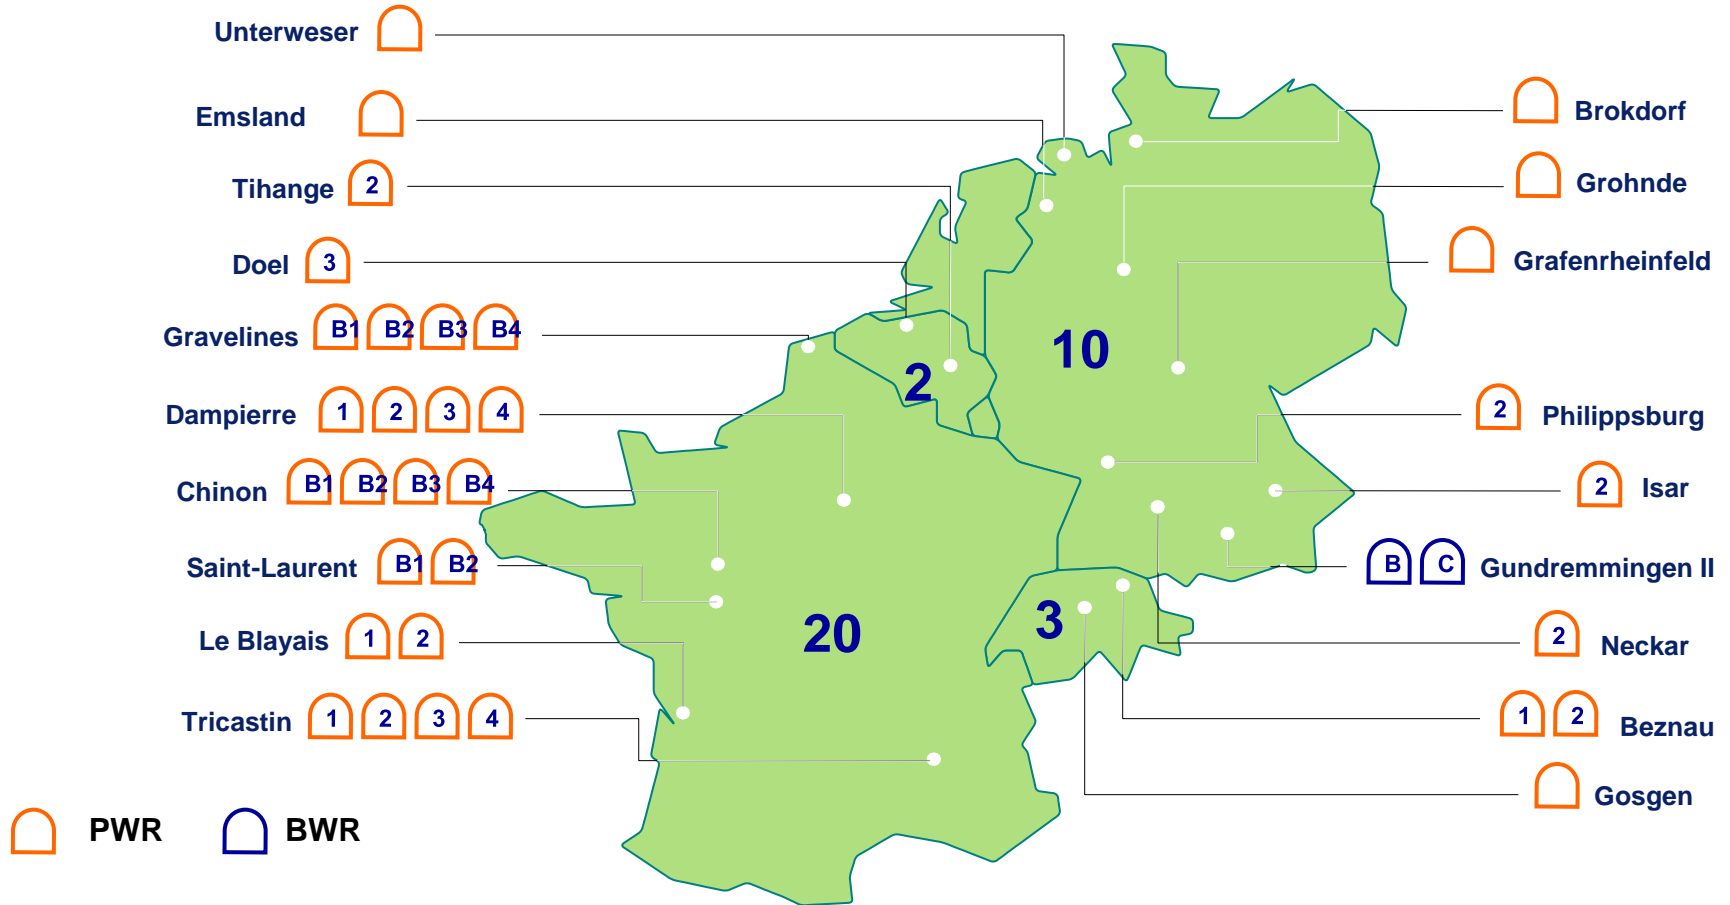 Unterweser
Emsland
Tihange 2
Doel 3
Gravelines B1 B2 B3 B4
Dampierre 1 2 3 4
Chinon B1 B2 B3 B4
Saint-Laurent B1 B2
Le Blayais 1 2
Tricastin 1 2 3 4
PWR BWR
2
10
20
3
Brokdorf
Grohnde
Grafenrheinfeld
2 Philippsburg
2 Isar
B C Gundremmingen II
2 Neckar
1 2 Beznau
Gosgen